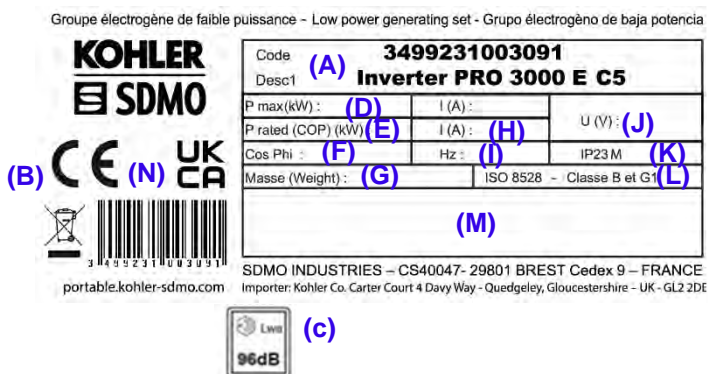 Groupe électrogène de faible puissance – Low power generating set - Grupo electrógeno de baja potencia
KOHLER
SDMO
Code (A) 3499231003091
Desc1 Inverter PRO 3000 E C5
P max(kW) : (D) I (A) :
U (V) : (J)
P rated (COP) (kW) (E) I (A) : (H)
Cos Phi : (F) Hz : (I) IP23M (K)
Masse (Weight) : (G) ISO 8528 - Classe B et G1 (L)
(B) CE (N) UK CA
(M)
3 499231 003091
portable.kohler-sdmo.com
SDMO INDUSTRIES – CS40047- 29801 BREST Cedex 9 – FRANCE
Importer: Kohler Co. Carter Court 4 Davy Way - Quedgeley, Gloucestershire – UK - GL2 2DE
Lwa (c)
96dB